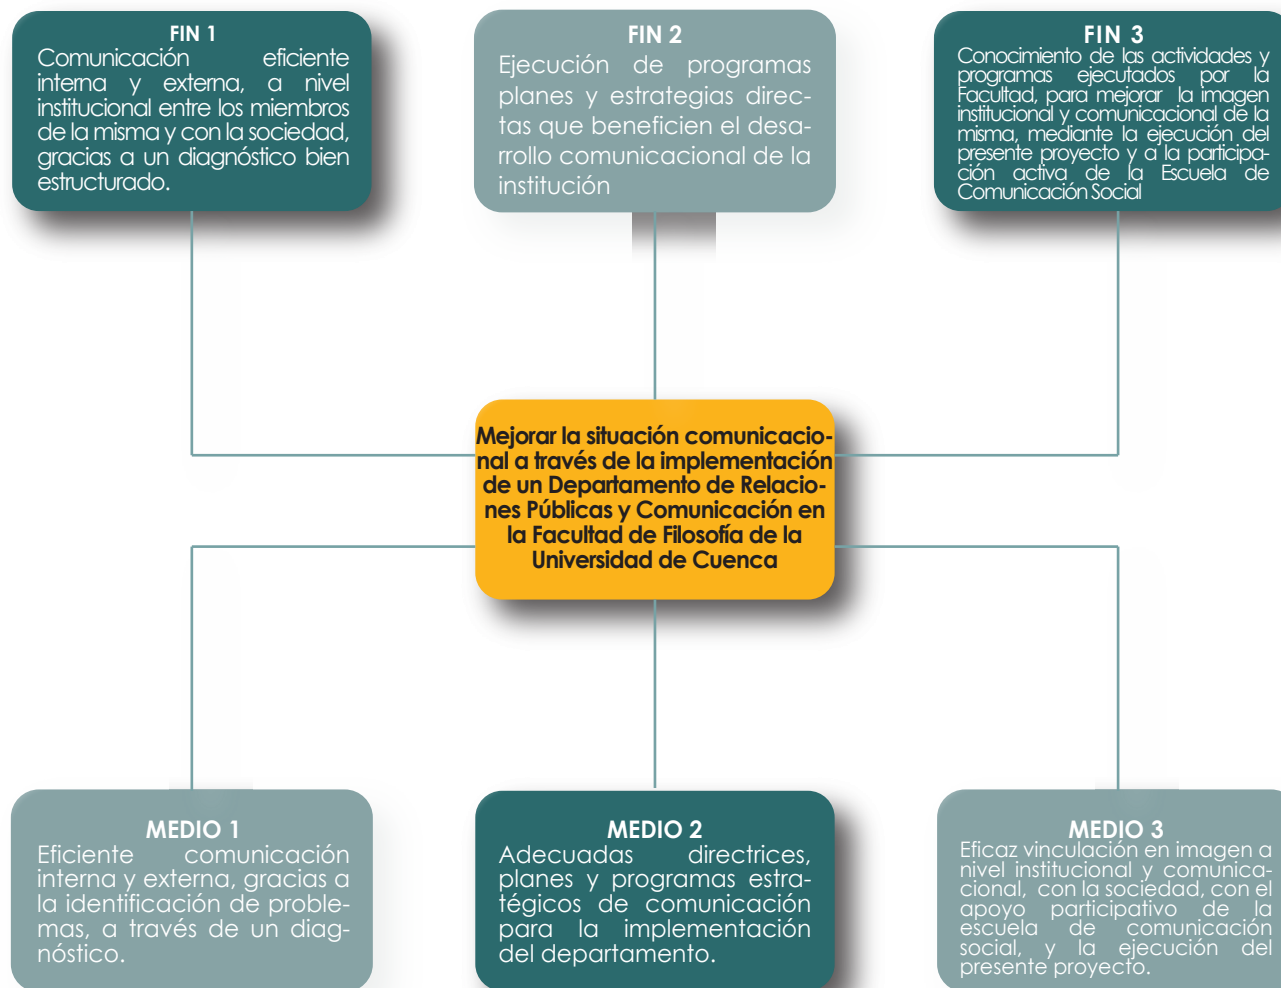 FIN 1
Comunicación eficiente
interna y externa, a nivel
institucional entre los miembros
de la misma y con la sociedad,
gracias a un diagnóstico bien
estructurado.
FIN 2
Ejecución de programas
planes y estrategias direc-
tas que beneficien el desa-
rrollo comunicacional de la
institución
FIN 3
Conocimiento de las actividades y
programas ejecutados por la
Facultad, para mejorar la imagen
institucional y comunicacional de la
misma, mediante la ejecución del
presente proyecto y a la participa-
ción activa de la Escuela de
Comunicación Social
Mejorar la situación comunicacio-
nal a través de la implementación
de un Departamento de Relacio-
nes Públicas y Comunicación en
la Facultad de Filosofía de la
Universidad de Cuenca
MEDIO 1
Eficiente comunicación
interna y externa, gracias a
la identificación de proble-
mas, a través de un diag-
nóstico.
MEDIO 2
Adecuadas directrices,
planes y programas estra-
tégicos de comunicación
para la implementación
del departamento.
MEDIO 3
Eficaz vinculación en imagen a
nivel institucional y comunica-
cional, con la sociedad, con el
apoyo participativo de la
escuela de comunicación
social, y la ejecución del
presente proyecto.